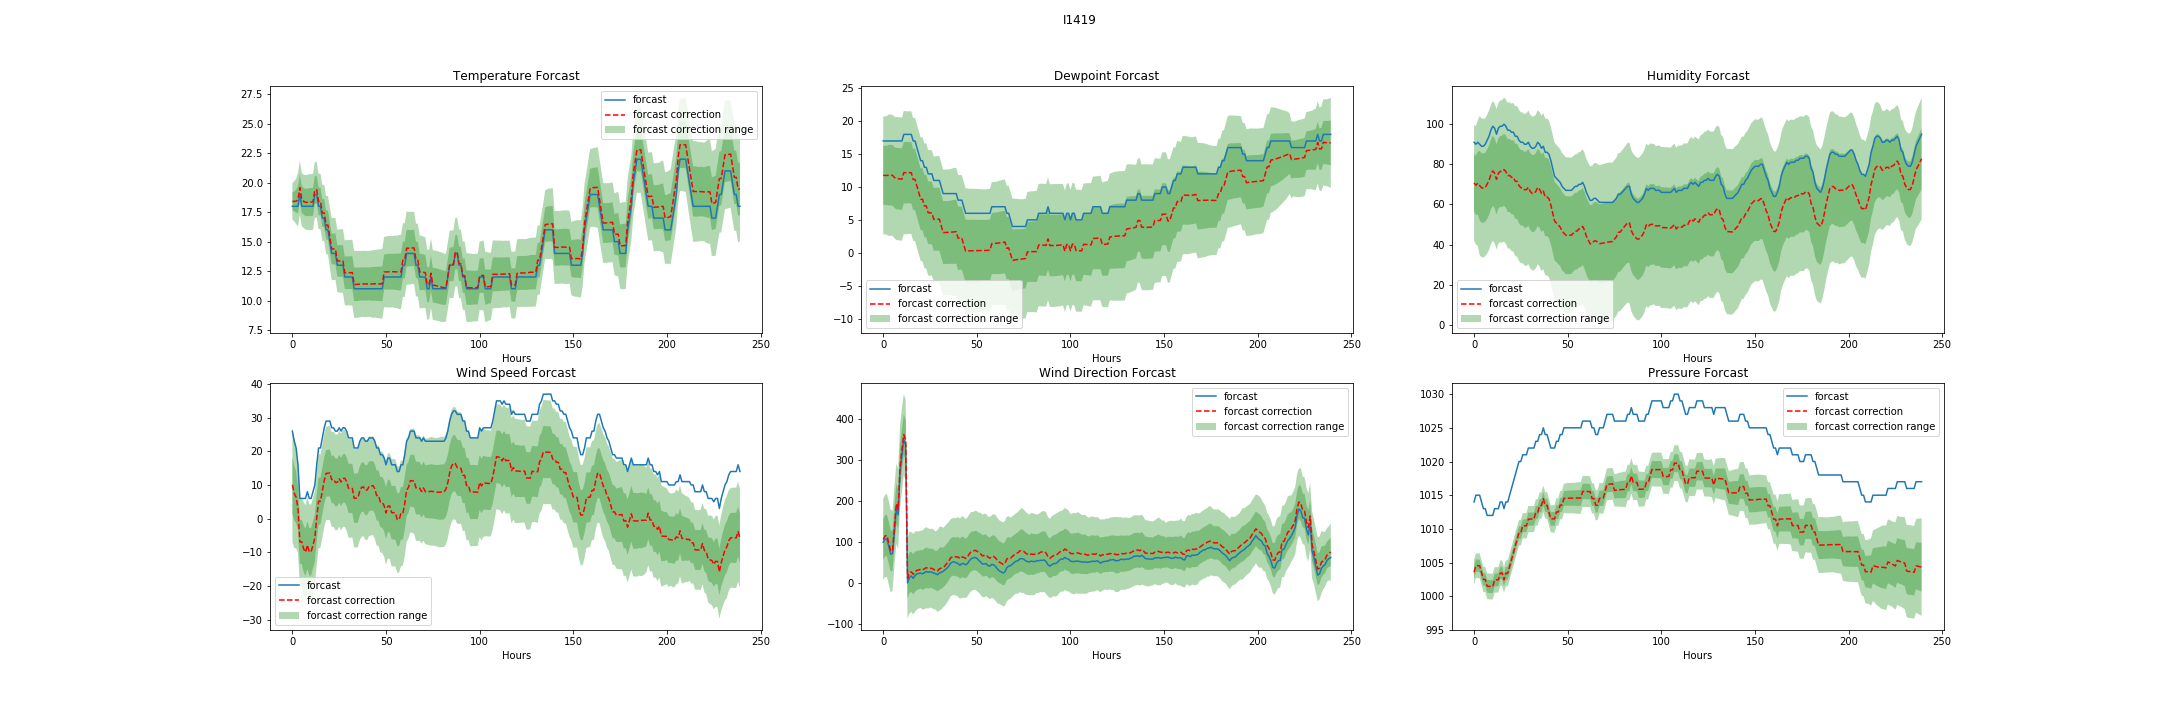 I1419
Temperature Forcast
27.5
25.0
22.5
20.0
17.5
15.0
12.5
10.0
7.5
0 50 100 150 200 250
Hours
forcast
forcast correction
forcast correction range
Dewpoint Forcast
25
20
15
10
5
0
−5
−10
0 50 100 150 200 250
Hours
forcast
forcast correction
forcast correction range
Humidity Forcast
100
80
60
40
20
0
0 50 100 150 200 250
Hours
forcast
forcast correction
forcast correction range
Wind Speed Forcast
40
30
20
10
0
−10
−20
−30
0 50 100 150 200 250
Hours
forcast
forcast correction
forcast correction range
Wind Direction Forcast
400
300
200
100
0
−100
0 50 100 150 200 250
Hours
forcast
forcast correction
forcast correction range
Pressure Forcast
1030
1025
1020
1015
1010
1005
1000
995
0 50 100 150 200 250
Hours
forcast
forcast correction
forcast correction range